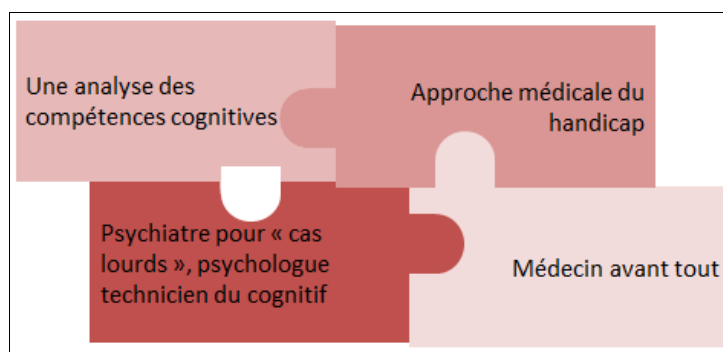 Une analyse des
compétences cognitives
Approche médicale du
handicap
Psychiatre pour « cas
lourds », psychologue
technicien du cognitif
Médecin avant tout